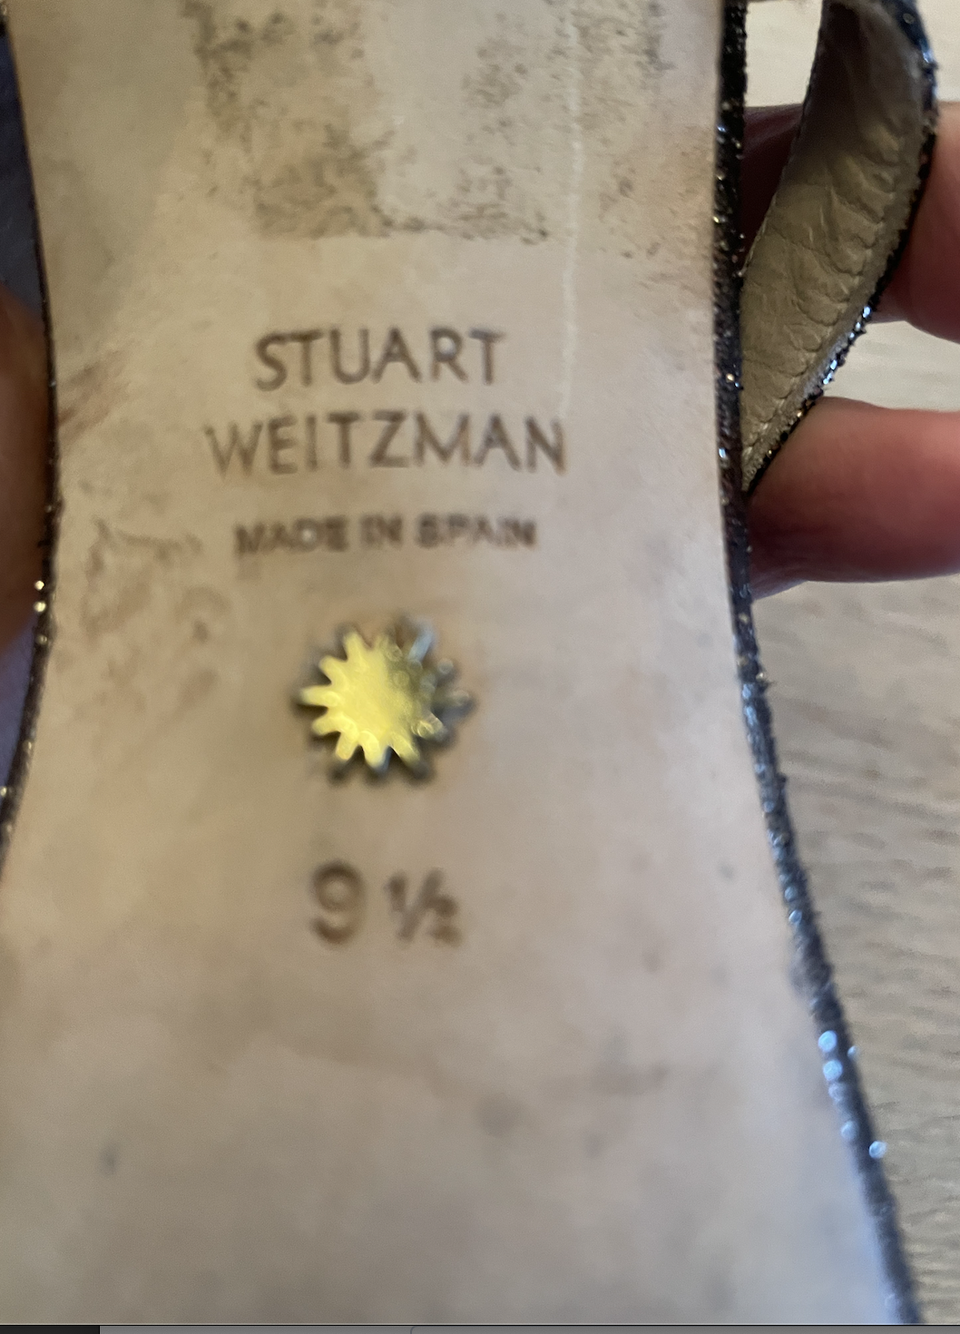 STUART
WEITZMAN
MADE IN SPAIN
9 ½